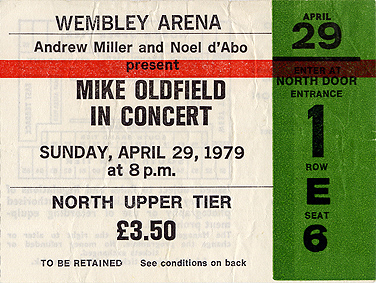 WEMBLEY ARENA
Andrew Miller and Noel d'Abo
present
MIKE OLDFIELD
IN CONCERT
SUNDAY, APRIL 29, 1979
at 8 p.m.
NORTH UPPER TIER
£3.50
TO BE RETAINED See conditions on back
APRIL
29
ENTER AT
NORTH DOOR
ENTRANCE
1
ROW
E
SEAT
6